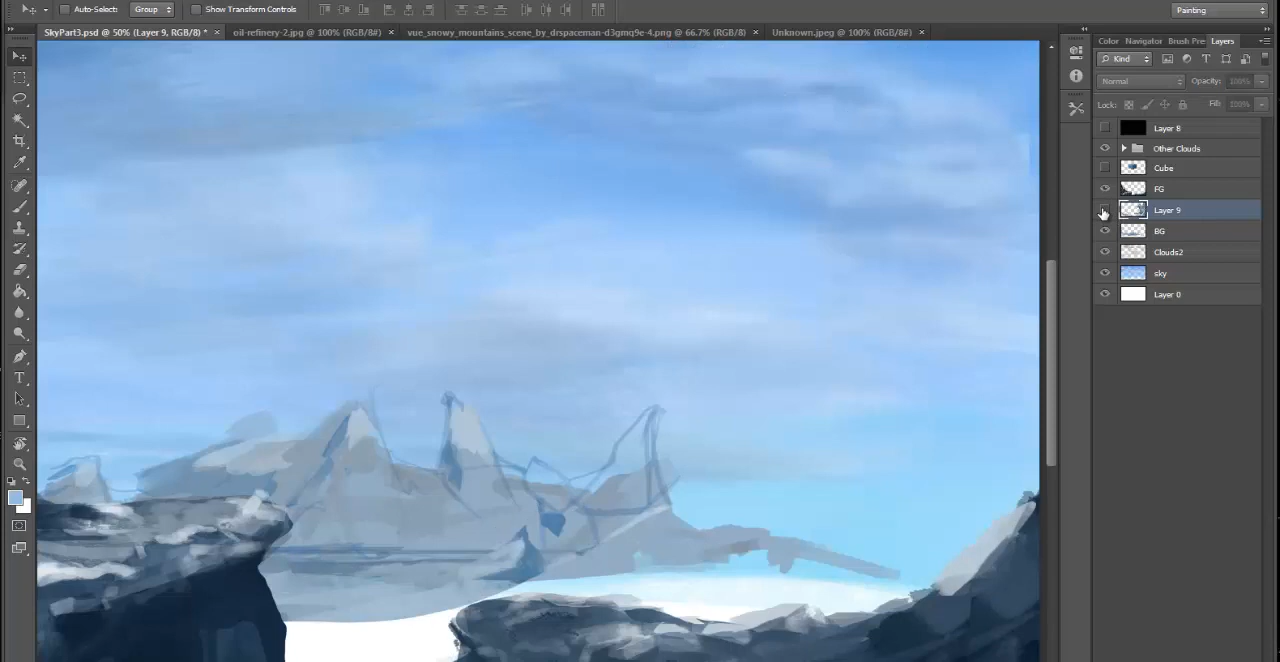 Auto-Select: Group Show Transform Controls Painting
SkyPart3.psd @ 50% (Layer 9, RGB/8) * × oil-refinery-2.jpg @ 100% (RGB/8#) × vue_snowy_mountains_scene_by_drspaceman-d3gmq9e-4.png @ 66.7% (RGB/8) × Unknown.jpeg @ 100% (RGB/8#) ×
Color Navigator Brush Pre Layers
Kind
Normal Opacity: 100%
Lock: Fill: 100%
Layer 8
Other Clouds
Cube
FG
Layer 9
BG
Clouds2
sky
Layer 0